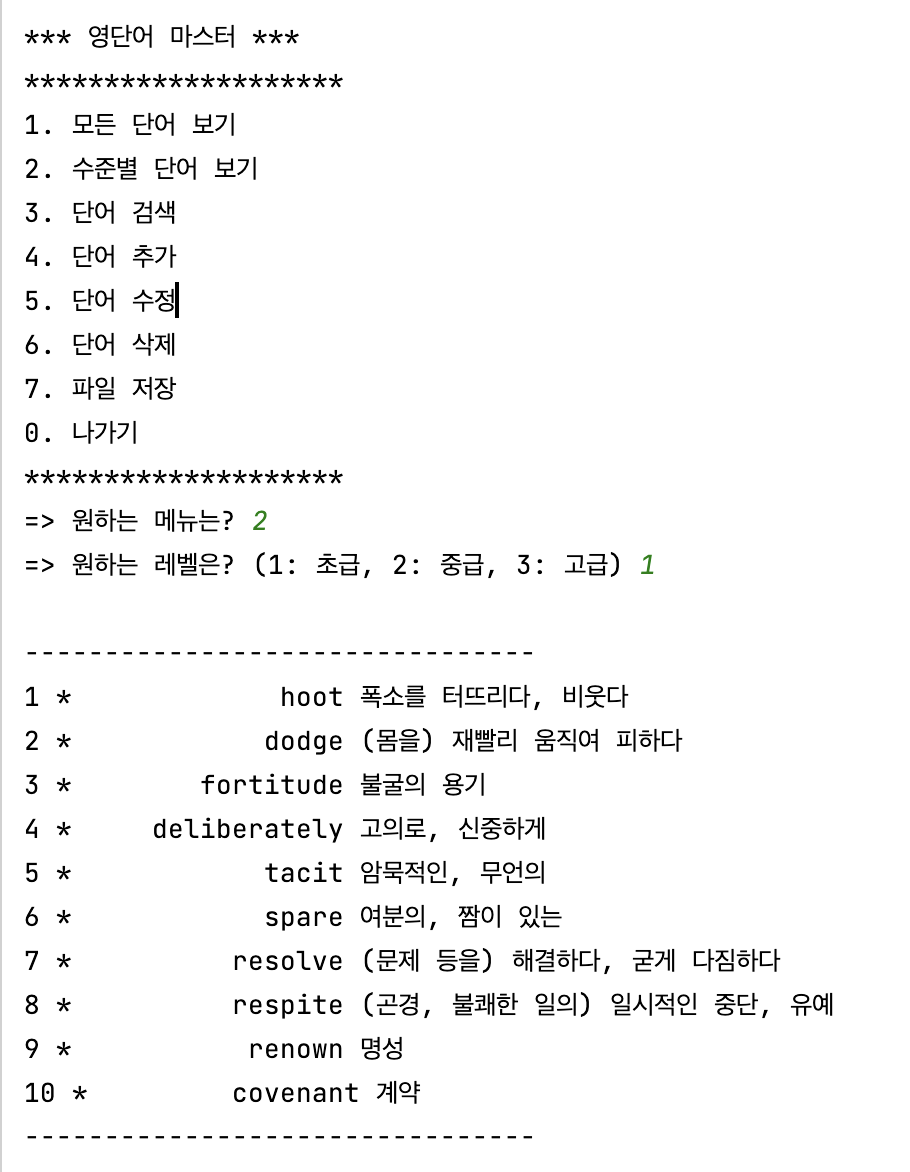 *** 영단어 마스터 ***
********************
1. 모든 단어 보기
2. 수준별 단어 보기
3. 단어 검색
4. 단어 추가
5. 단어 수정
6. 단어 삭제
7. 파일 저장
0. 나가기
********************
=> 원하는 메뉴는? 2
=> 원하는 레벨은? (1: 초급, 2: 중급, 3: 고급) 1
--------------------------------
1 *             hoot 폭소를 터뜨리다, 비웃다
2 *            dodge (몸을) 재빨리 움직여 피하다
3 *        fortitude 불굴의 용기
4 *     deliberately 고의로, 신중하게
5 *            tacit 암묵적인, 무언의
6 *            spare 여분의, 짬이 있는
7 *          resolve (문제 등을) 해결하다, 굳게 다짐하다
8 *          respite (곤경, 불쾌한 일의) 일시적인 중단, 유예
9 *           renown 명성
10 *         covenant 계약
--------------------------------